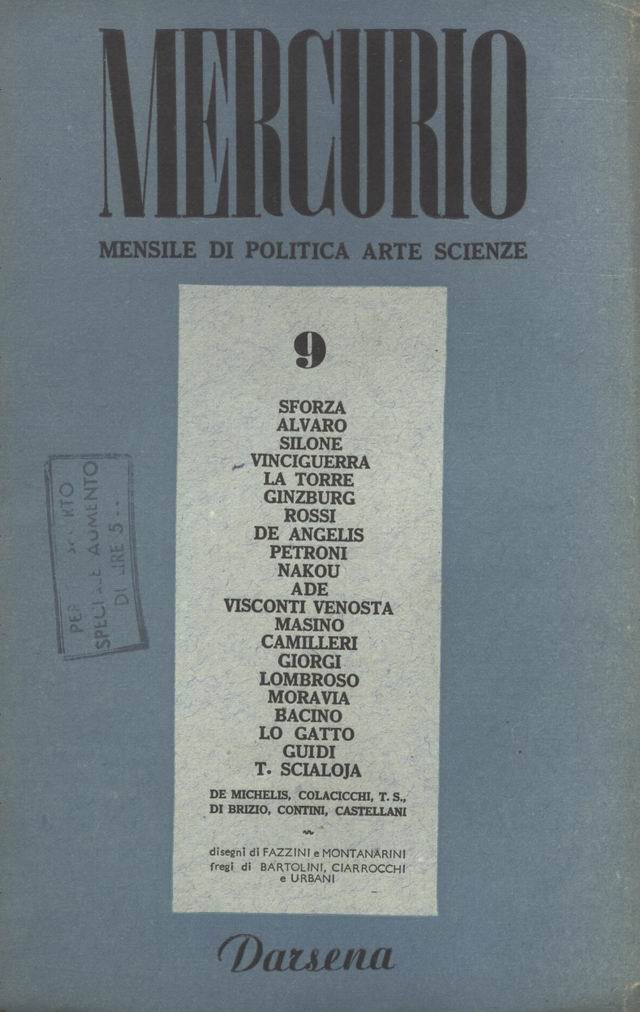 MERCURIO
MENSILE DI POLITICA ARTE SCIENZE
9
SFORZA
ALVARO
SILONE
VINCIGUERRA
LA TORRE
GINZBURG
ROSSI
DE ANGELIS
PETRONI
NAKOU
ADE
VISCONTI VENOSTA
MASINO
CAMILLERI
GIORGI
LOMBROSO
MORAVIA
BACINO
LO GATTO
GUIDI
T. SCIALOJA
DE MICHELIS, COLACICCHI, T. S.,
DI BRIZIO, CONTINI, CASTELLANI
disegni di FAZZINI e MONTANARINI
fregi di BARTOLINI, CIARROCCHI
e URBANI
Darsena
PER
AUMENTO
DI LIRE 5